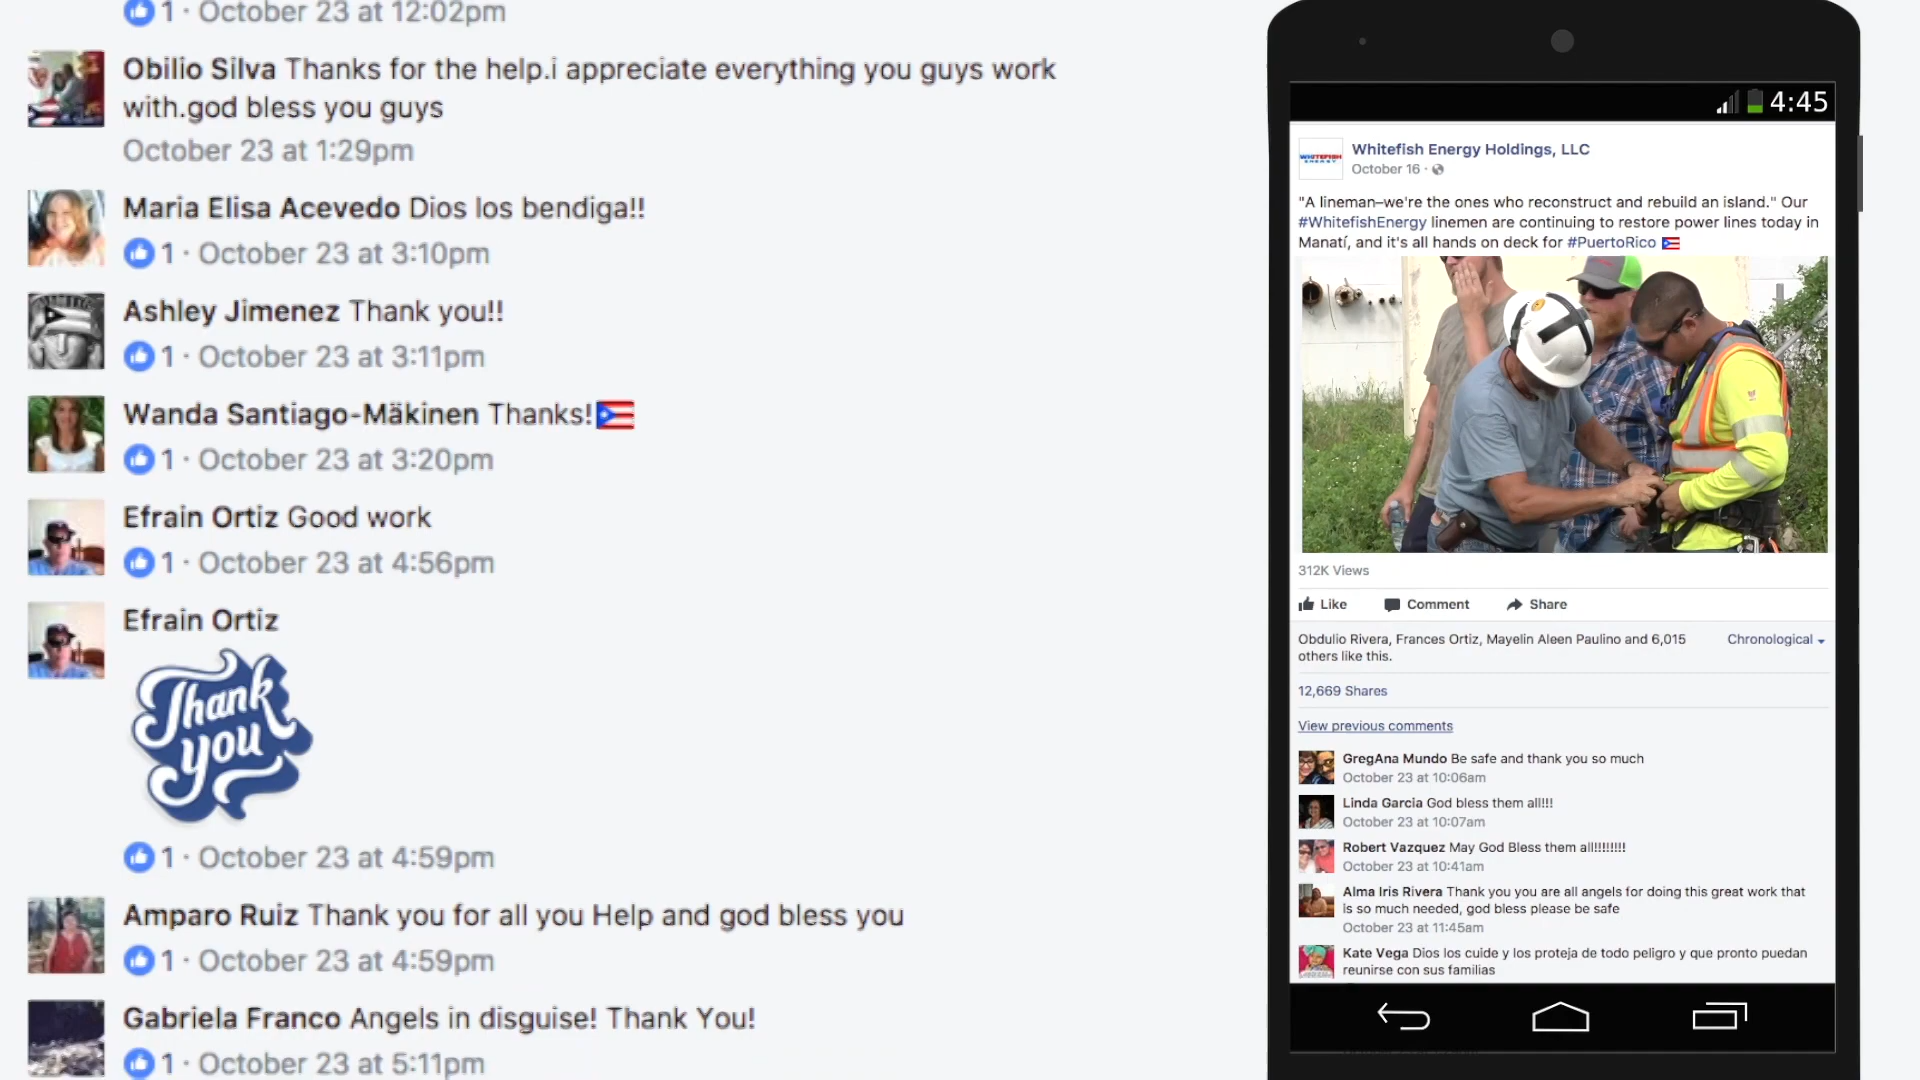 1 · October 23 at 12:02pm
Obilio Silva Thanks for the help.i appreciate everything you guys work
with.god bless you guys
October 23 at 1:29pm
Maria Elisa Acevedo Dios los bendiga!!
1 · October 23 at 3:10pm
Ashley Jimenez Thank you!!
1 · October 23 at 3:11pm
Wanda Santiago-Mäkinen Thanks!🇵🇷
1 · October 23 at 3:20pm
Efrain Ortiz Good work
1 · October 23 at 4:56pm
Efrain Ortiz
Thank
you
1 · October 23 at 4:59pm
Amparo Ruiz Thank you for all you Help and god bless you
1 · October 23 at 4:59pm
Gabriela Franco Angels in disguise! Thank You!
1 · October 23 at 5:11pm
4:45
WHITEFISH
ENERGY
Whitefish Energy Holdings, LLC
October 16 ·
"A lineman–we're the ones who reconstruct and rebuild an island." Our
#WhitefishEnergy linemen are continuing to restore power lines today in
Manatí, and it's all hands on deck for #PuertoRico 🇵🇷
312K Views
Like Comment Share
Obdulio Rivera, Frances Ortiz, Mayelin Aleen Paulino and 6,015
others like this.
Chronological
12,669 Shares
View previous comments
GregAna Mundo Be safe and thank you so much
October 23 at 10:06am
Linda Garcia God bless them all!!!
October 23 at 10:07am
Robert Vazquez May God Bless them all!!!!!!!!
October 23 at 10:41am
Alma Iris Rivera Thank you you are all angels for doing this great work that
Is so much needed, god bless please be safe
October 23 at 11:45am
Kate Vega Dios los cuide y los proteja de todo peligro y que pronto puedan
reunirse con sus familias